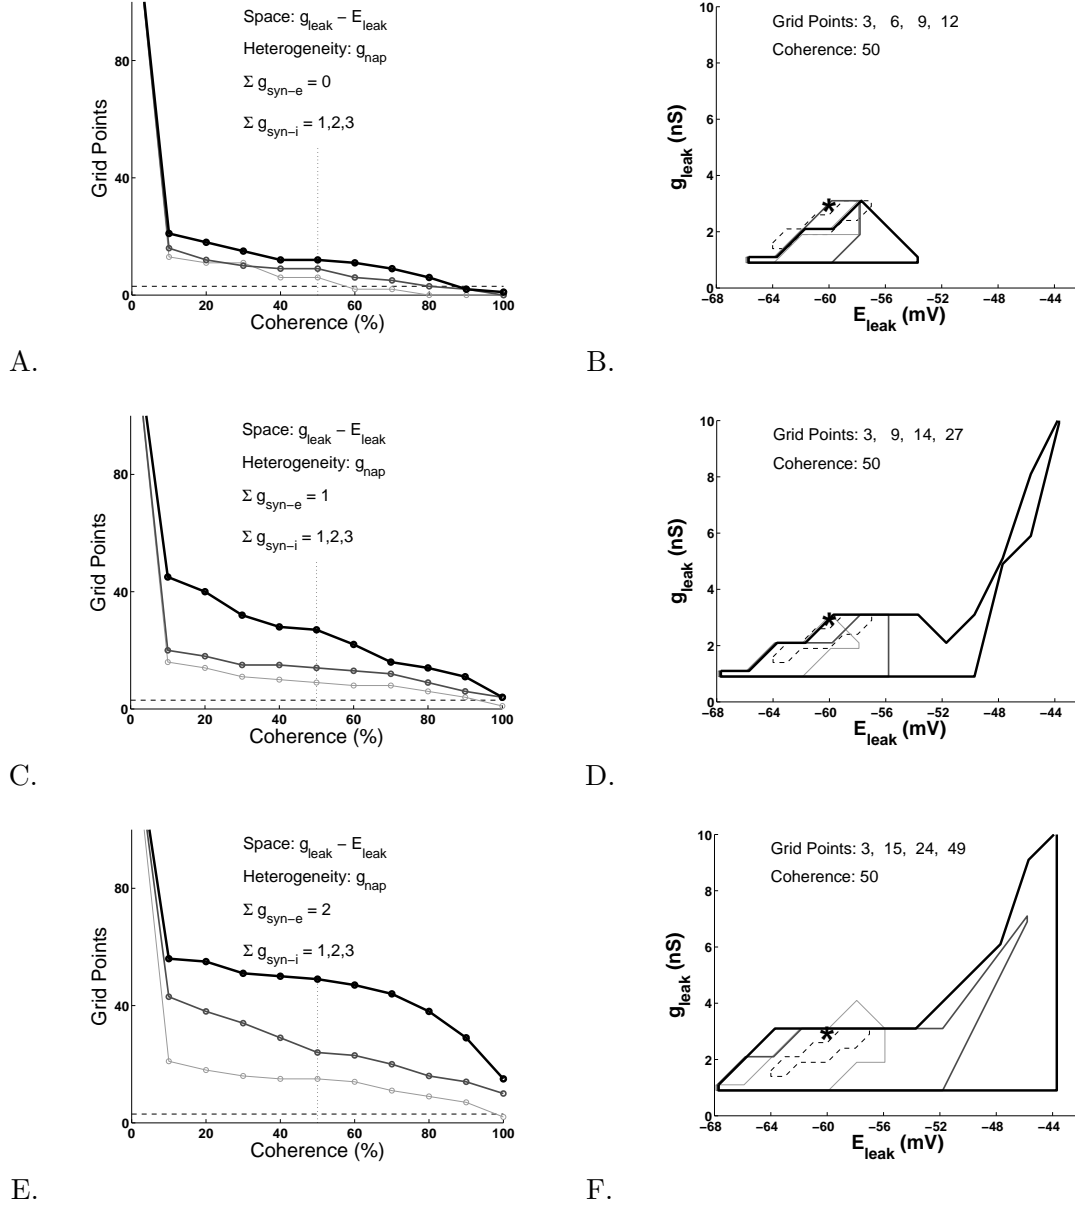 Space: g_leak − E_leak
Heterogeneity: g_nap
Σ g_syn−e = 0
Σ g_syn−i = 1,2,3
Grid Points
80
40
0
0 20 40 60 80 100
Coherence (%)
A.
Grid Points: 3, 6, 9, 12
Coherence: 50
g_leak (nS)
10
8
6
4
2
0
*
−68 −64 −60 −56 −52 −48 −44
E_leak (mV)
B.
Space: g_leak − E_leak
Heterogeneity: g_nap
Σ g_syn−e = 1
Σ g_syn−i = 1,2,3
Grid Points
80
40
0
0 20 40 60 80 100
Coherence (%)
C.
Grid Points: 3, 9, 14, 27
Coherence: 50
g_leak (nS)
10
8
6
4
2
0
*
−68 −64 −60 −56 −52 −48 −44
E_leak (mV)
D.
Space: g_leak − E_leak
Heterogeneity: g_nap
Σ g_syn−e = 2
Σ g_syn−i = 1,2,3
Grid Points
80
40
0
0 20 40 60 80 100
Coherence (%)
E.
Grid Points: 3, 15, 24, 49
Coherence: 50
g_leak (nS)
10
8
6
4
2
0
*
−68 −64 −60 −56 −52 −48 −44
E_leak (mV)
F.